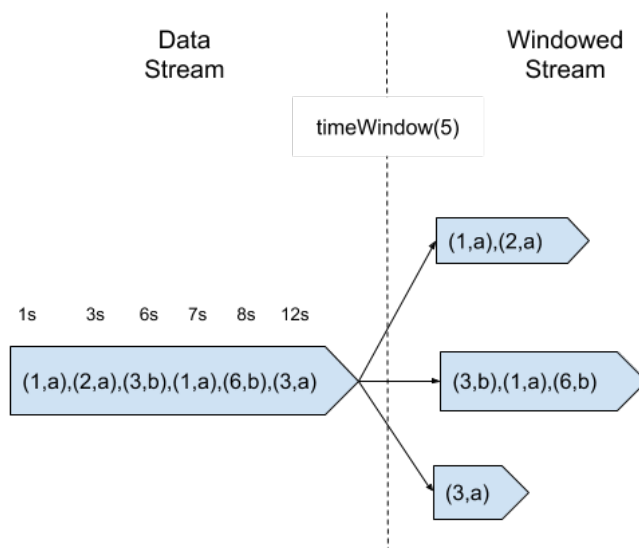 Data
Stream
Windowed
Stream
timeWindow(5)
(1,a),(2,a)
1s 3s 6s 7s 8s 12s
(1,a),(2,a),(3,b),(1,a),(6,b),(3,a)
(3,b),(1,a),(6,b)
(3,a)